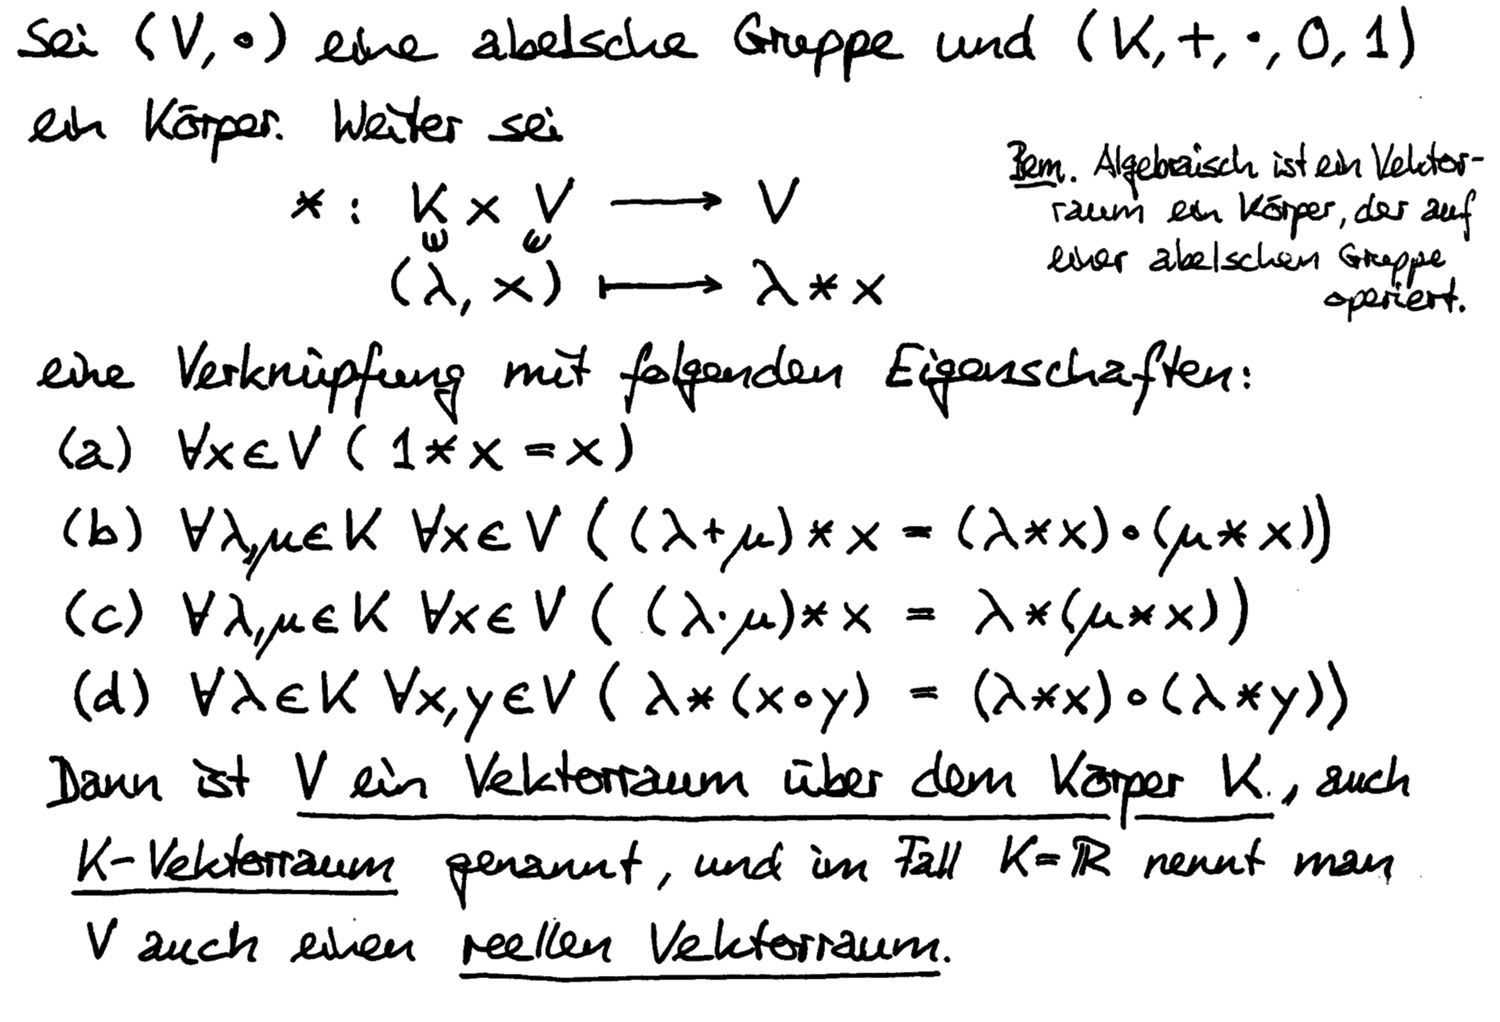 Sei (V, ∘) eine abelsche Gruppe und (K, +, ·, 0, 1)
ein Körper. Weiter sei
* : K × V ⟶ V
∈ ∈
(λ, x) ⟼ λ * x
Bem. Algebraisch ist ein Vektor-
raum ein Körper, der auf
einer abelschen Gruppe
operiert.
eine Verknüpfung mit folgenden Eigenschaften:
(a) ∀x∈V ( 1 * x = x )
(b) ∀λ,μ∈K ∀x∈V ( (λ+μ) * x = (λ*x)∘(μ*x))
(c) ∀λ,μ∈K ∀x∈V ( (λ·μ)*x = λ*(μ*x))
(d) ∀λ∈K ∀x,y∈V ( λ*(x∘y) = (λ*x)∘(λ*y))
Dann ist V ein Vektorraum über dem Körper K., auch
K-Vektorraum genannt, und im Fall K=ℝ nennt man
V auch einen reellen Vektorraum.